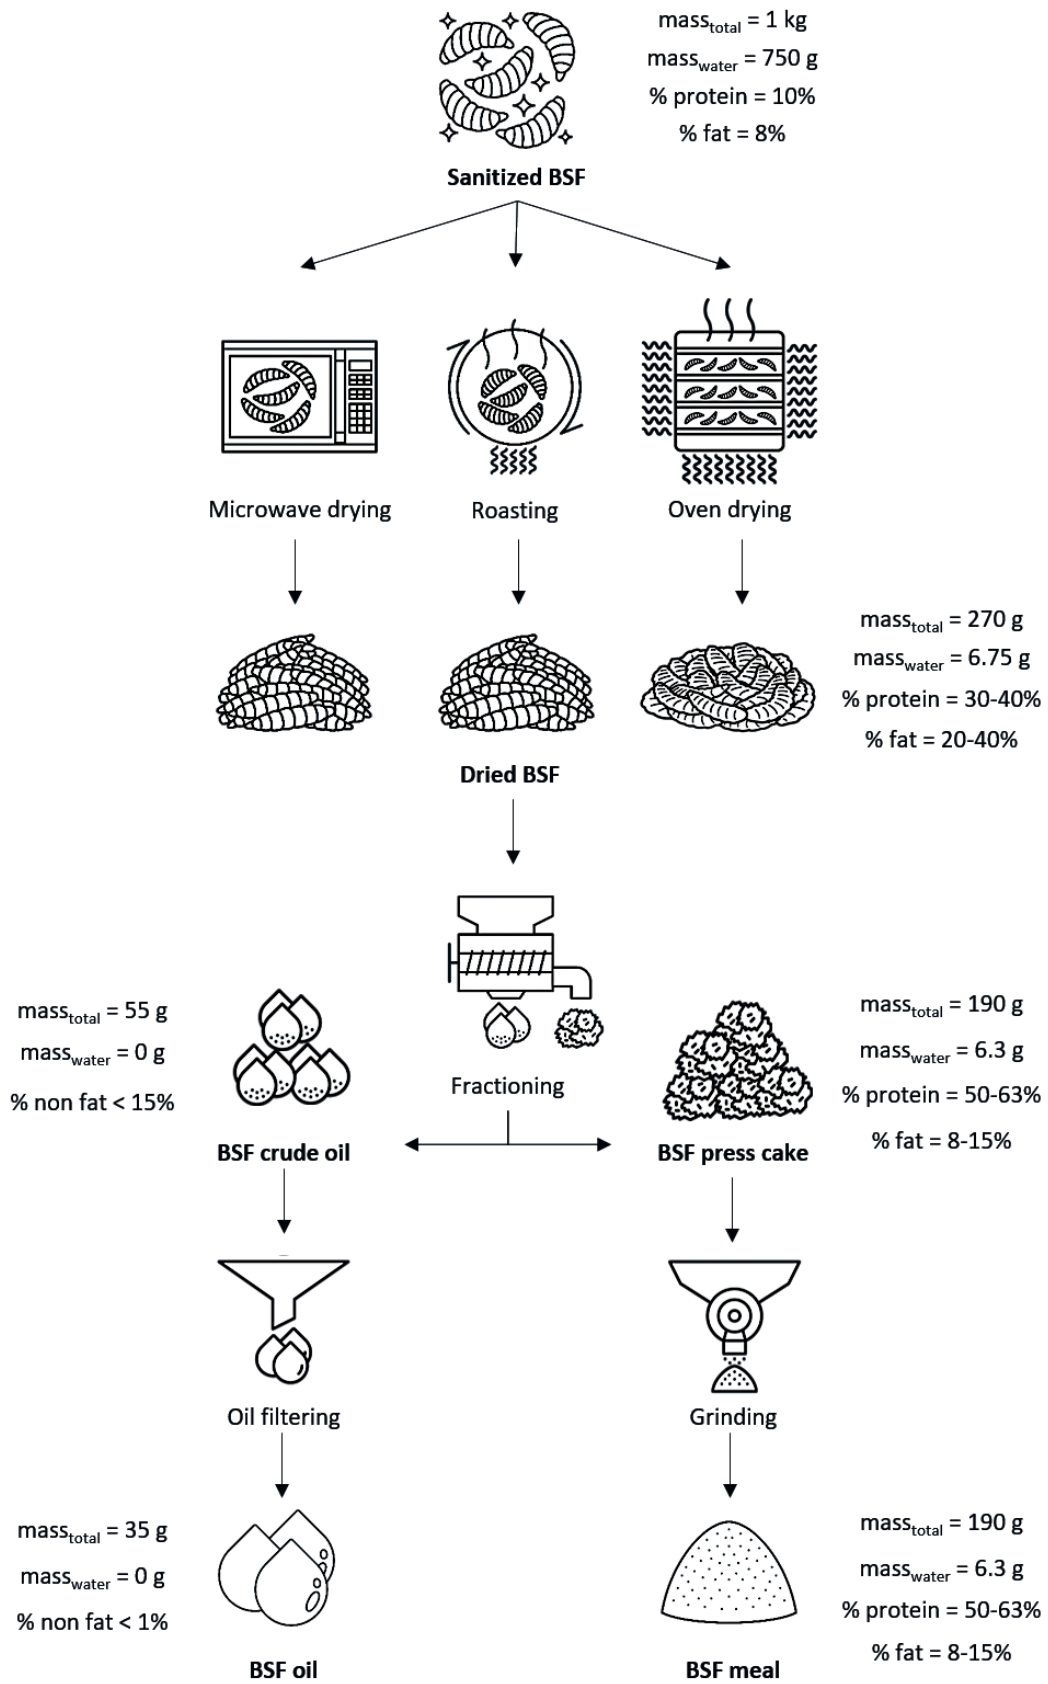 mass_total = 1 kg
mass_water = 750 g
% protein = 10%
% fat = 8%
Sanitized BSF
Microwave drying
Roasting
Oven drying
mass_total = 270 g
mass_water = 6.75 g
% protein = 30-40%
% fat = 20-40%
Dried BSF
mass_total = 55 g
mass_water = 0 g
% non fat < 15%
BSF crude oil
Fractioning
mass_total = 190 g
mass_water = 6.3 g
% protein = 50-63%
% fat = 8-15%
BSF press cake
Oil filtering
Grinding
mass_total = 35 g
mass_water = 0 g
% non fat < 1%
BSF oil
mass_total = 190 g
mass_water = 6.3 g
% protein = 50-63%
% fat = 8-15%
BSF meal